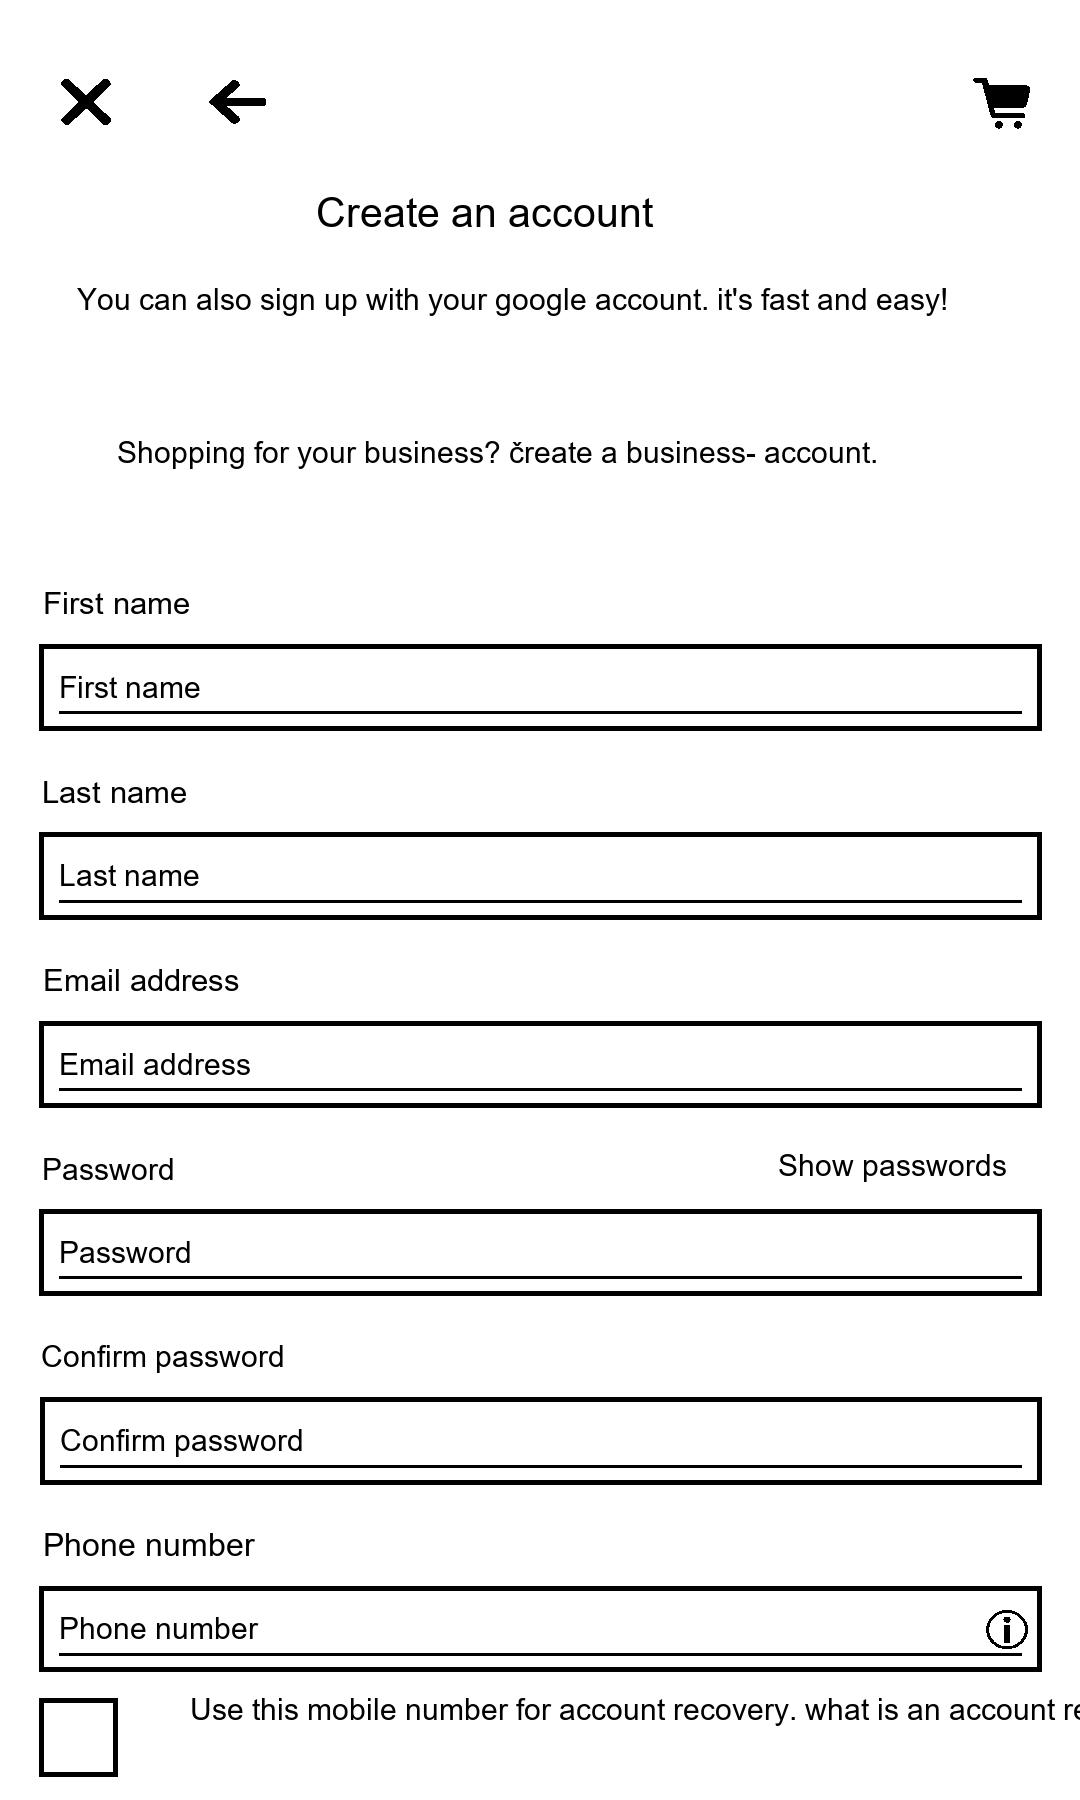 Create an account
You can also sign up with your google account. it's fast and easy!
Shopping for your business? čreate a business- account.
First name
First name
Last name
Last name
Email address
Email address
Password
Show passwords
Password
Confirm password
Confirm password
Phone number
Phone number
Use this mobile number for account recovery. what is an account